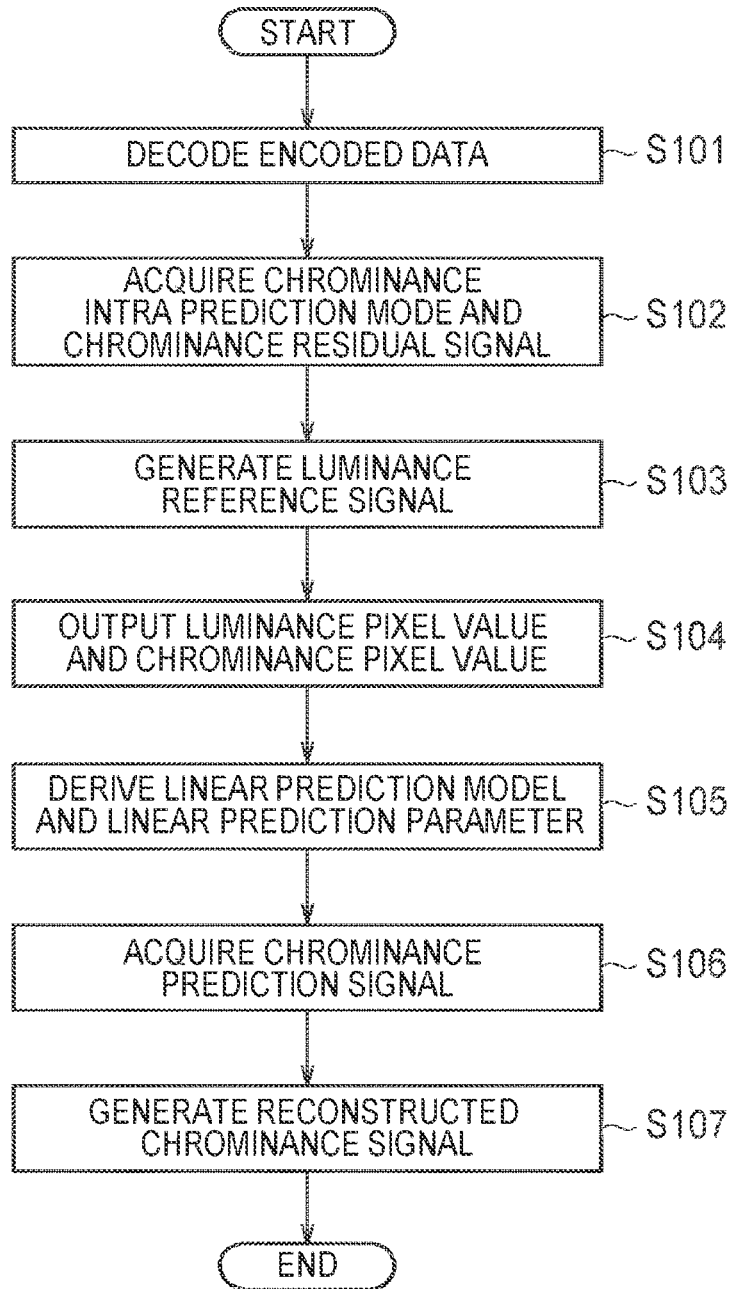 START
DECODE ENCODED DATA
S101
ACQUIRE CHROMINANCE
INTRA PREDICTION MODE AND
CHROMINANCE RESIDUAL SIGNAL
S102
GENERATE LUMINANCE
REFERENCE SIGNAL
S103
OUTPUT LUMINANCE PIXEL VALUE
AND CHROMINANCE PIXEL VALUE
S104
DERIVE LINEAR PREDICTION MODEL
AND LINEAR PREDICTION PARAMETER
S105
ACQUIRE CHROMINANCE
PREDICTION SIGNAL
S106
GENERATE RECONSTRUCTED
CHROMINANCE SIGNAL
S107
END